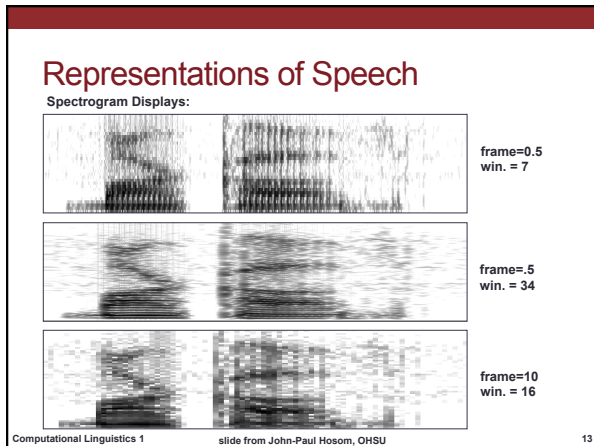 Representations of Speech
Spectrogram Displays:
frame=0.5
win. = 7
frame=.5
win. = 34
frame=10
win. = 16
Computational Linguistics 1
slide from John-Paul Hosom, OHSU
13